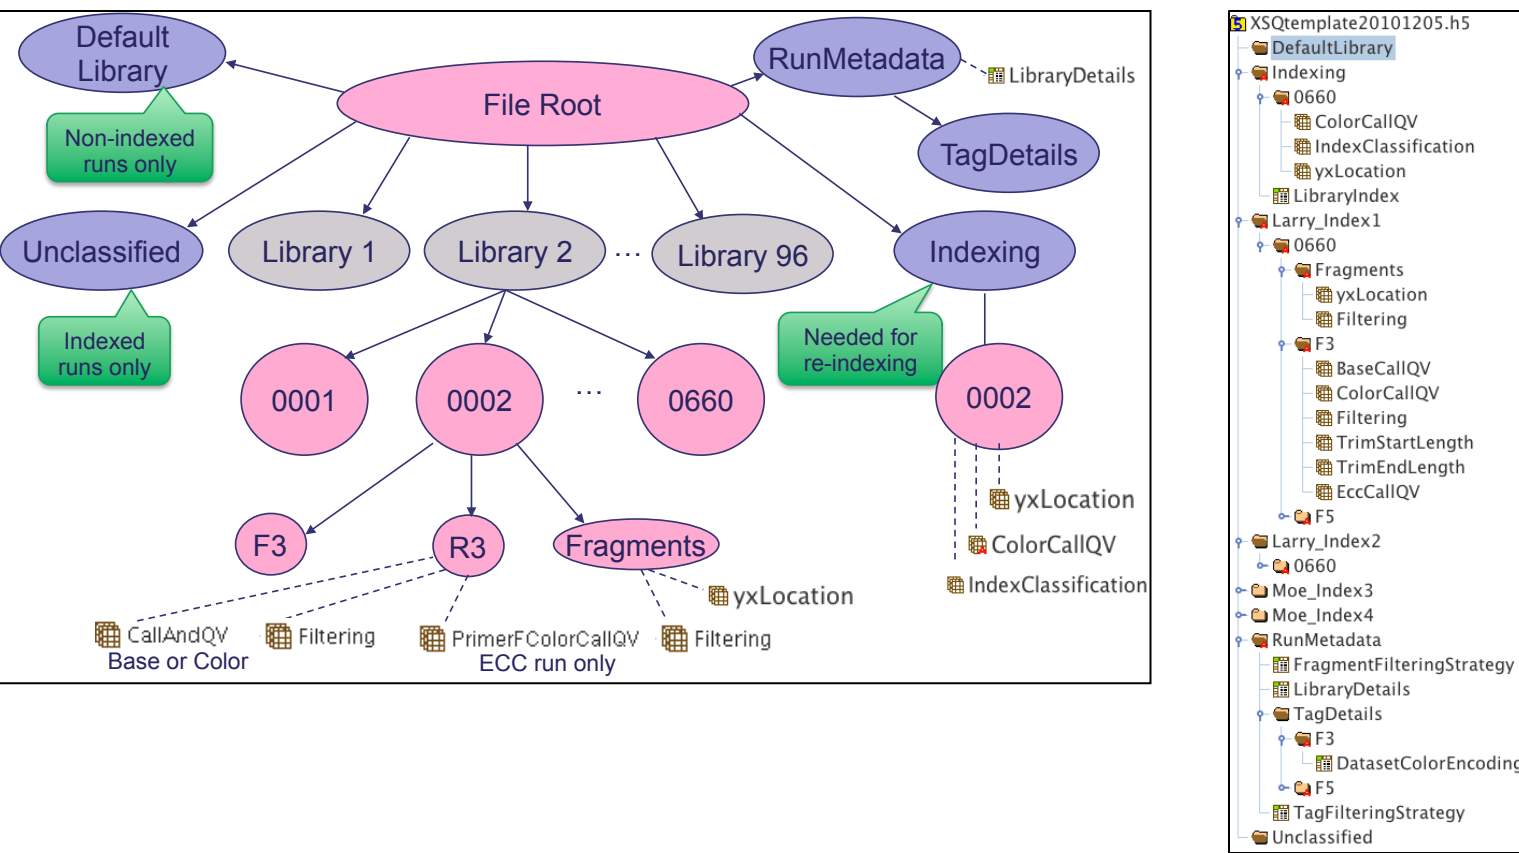 Default
Library
File Root
RunMetadata
LibraryDetails
Non-indexed
runs only
TagDetails
Unclassified
Library 1
Library 2
...
Library 96
Indexing
Indexed
runs only
Needed for
re-indexing
0001
0002
...
0660
0002
yxLocation
F3
R3
Fragments
ColorCallQV
IndexClassification
yxLocation
CallAndQV
Filtering
PrimerFColorCallQV
Filtering
Base or Color
ECC run only
XSQtemplate20101205.h5
DefaultLibrary
Indexing
0660
ColorCallQV
IndexClassification
yxLocation
LibraryIndex
Larry_Index1
0660
Fragments
yxLocation
Filtering
F3
BaseCallQV
ColorCallQV
Filtering
TrimStartLength
TrimEndLength
EccCallQV
F5
Larry_Index2
0660
Moe_Index3
Moe_Index4
RunMetadata
FragmentFilteringStrategy
LibraryDetails
TagDetails
F3
DatasetColorEncoding
F5
TagFilteringStrategy
Unclassified